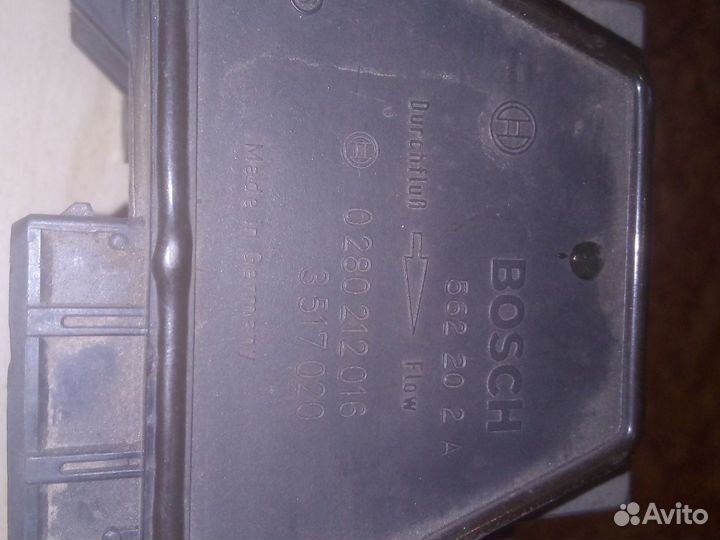 BOSCH
562 20 2 A
Durchfluß Flow
0 280 212 016
3 517 020
Made in Germany
Avito